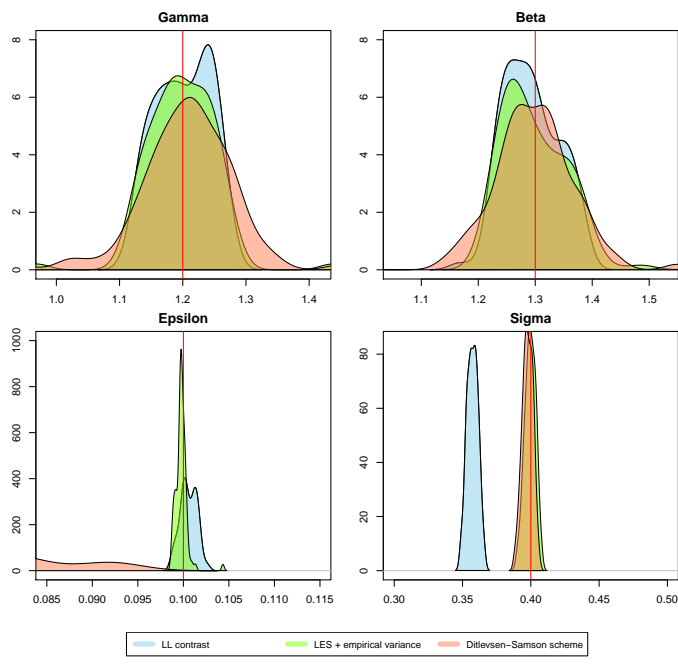 Gamma
Beta
0 2 4 6 8
1.0 1.1 1.2 1.3 1.4
0 2 4 6 8
1.1 1.2 1.3 1.4 1.5
Epsilon
Sigma
0 200 400 600 800 1000
0.085 0.090 0.095 0.100 0.105 0.110 0.115
0 20 40 60 80
0.30 0.35 0.40 0.45 0.50
LL contrast LES + empirical variance Ditlevsen−Samson scheme